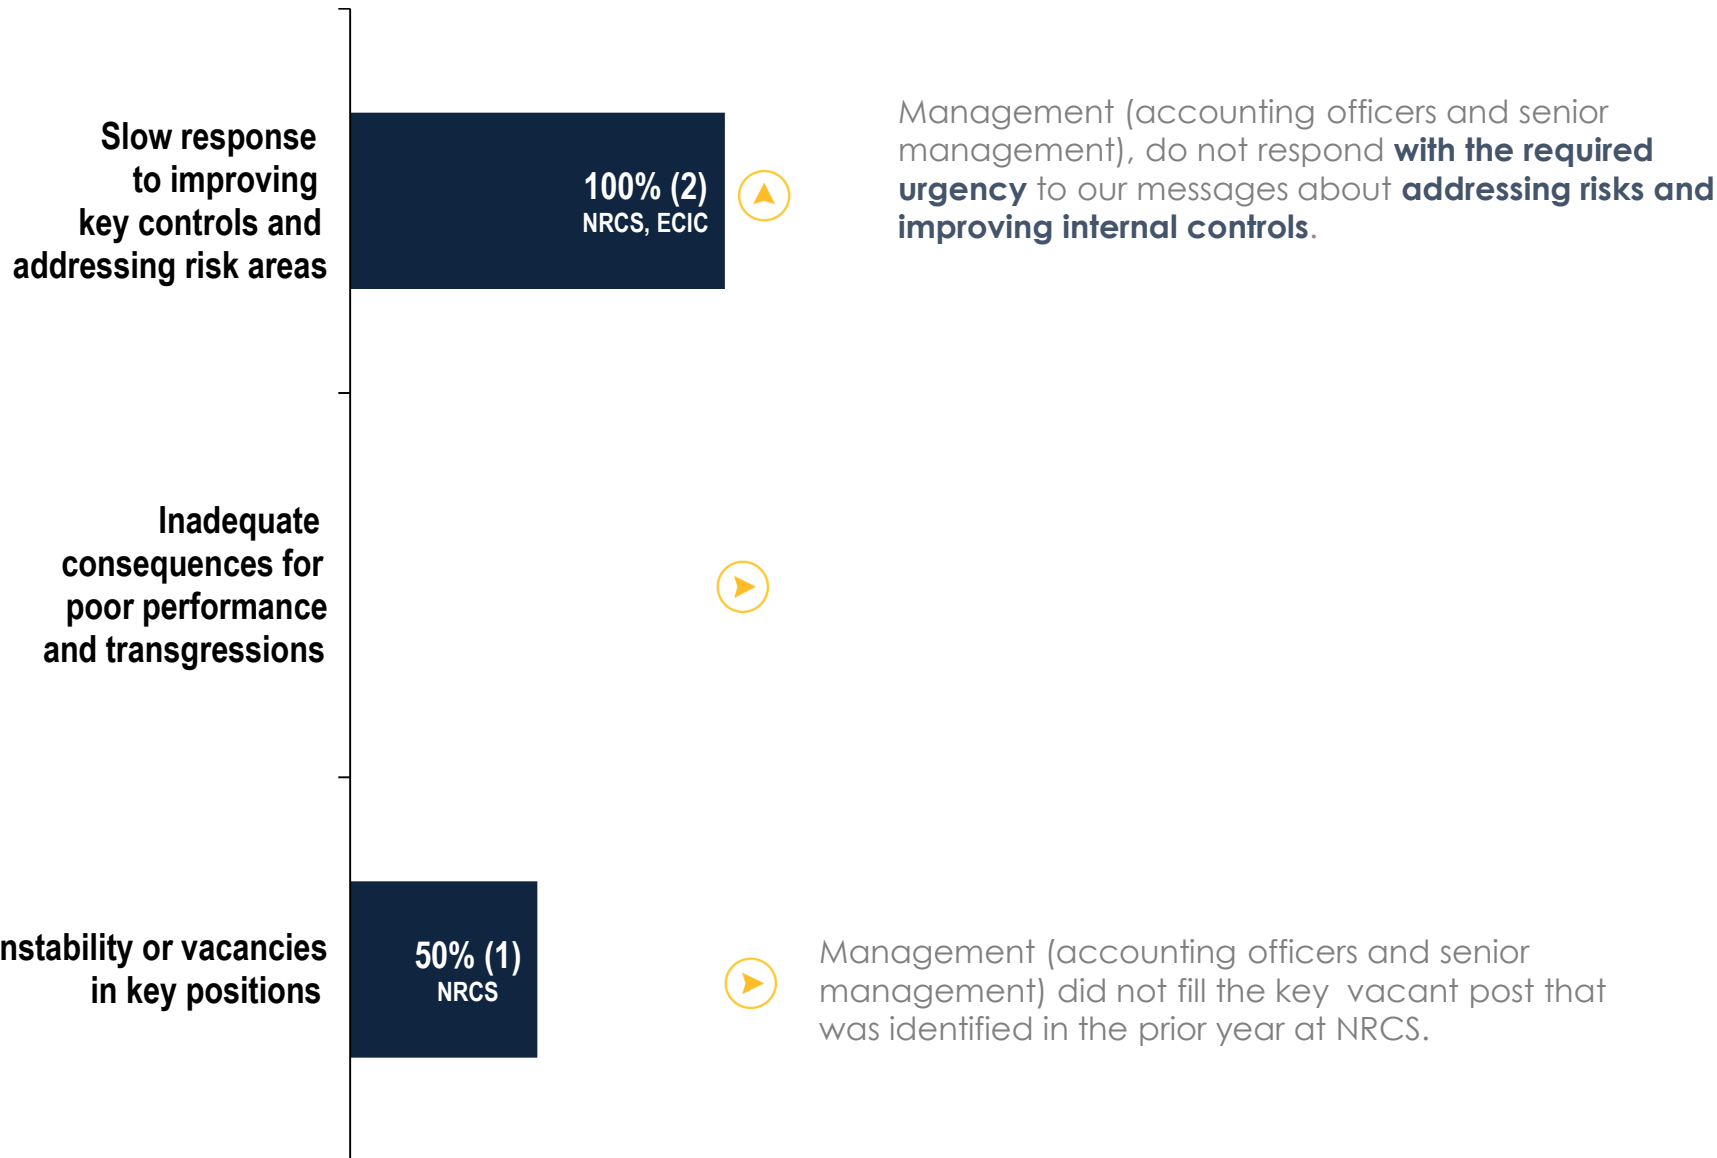 Slow response
to improving
key controls and
addressing risk areas
100% (2)
NRCS, ECIC
Management (accounting officers and senior
management), do not respond with the required
urgency to our messages about addressing risks and
improving internal controls.
Inadequate
consequences for
poor performance
and transgressions
nstability or vacancies
in key positions
50% (1)
NRCS
Management (accounting officers and senior
management) did not fill the key  vacant post that
was identified in the prior year at NRCS.